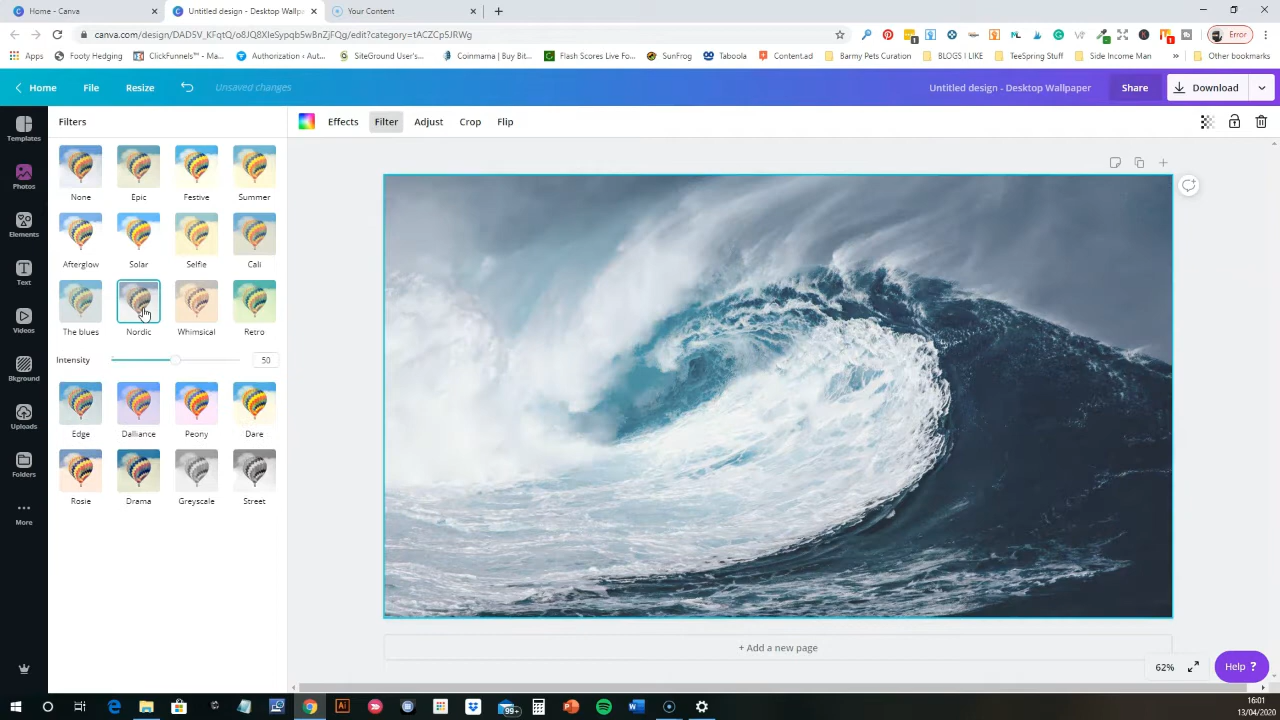 Home - Canva
Untitled design - Desktop Wallpa
Your Content
canva.com/design/DAD5V_KFqtQ/o8JQ8XIeSypqb5wBnZjFQg/edit?category=tACZCp5JRWg
Error
Apps
Footy Hedging
ClickFunnels™ - Ma...
Authorization ‹ Aut...
SiteGround User's...
Coinmama | Buy Bit...
Flash Scores Live Fo...
SunFrog
Taboola
Content.ad
Barmy Pets Curation
BLOGS I LIKE
TeeSpring Stuff
Side Income Man
»
Other bookmarks
Home
File
Resize
Unsaved changes
Untitled design - Desktop Wallpaper
Share
Download
Templates
Photos
Elements
Text
Videos
Bkground
Uploads
Folders
More
Filters
None
Epic
Festive
Summer
Afterglow
Solar
Selfie
Cali
The blues
Nordic
Whimsical
Retro
Intensity
50
Edge
Dalliance
Peony
Dare
Rosie
Drama
Greyscale
Street
Effects
Filter
Adjust
Crop
Flip
+ Add a new page
62%
Help ?
99+
16:01
13/04/2020